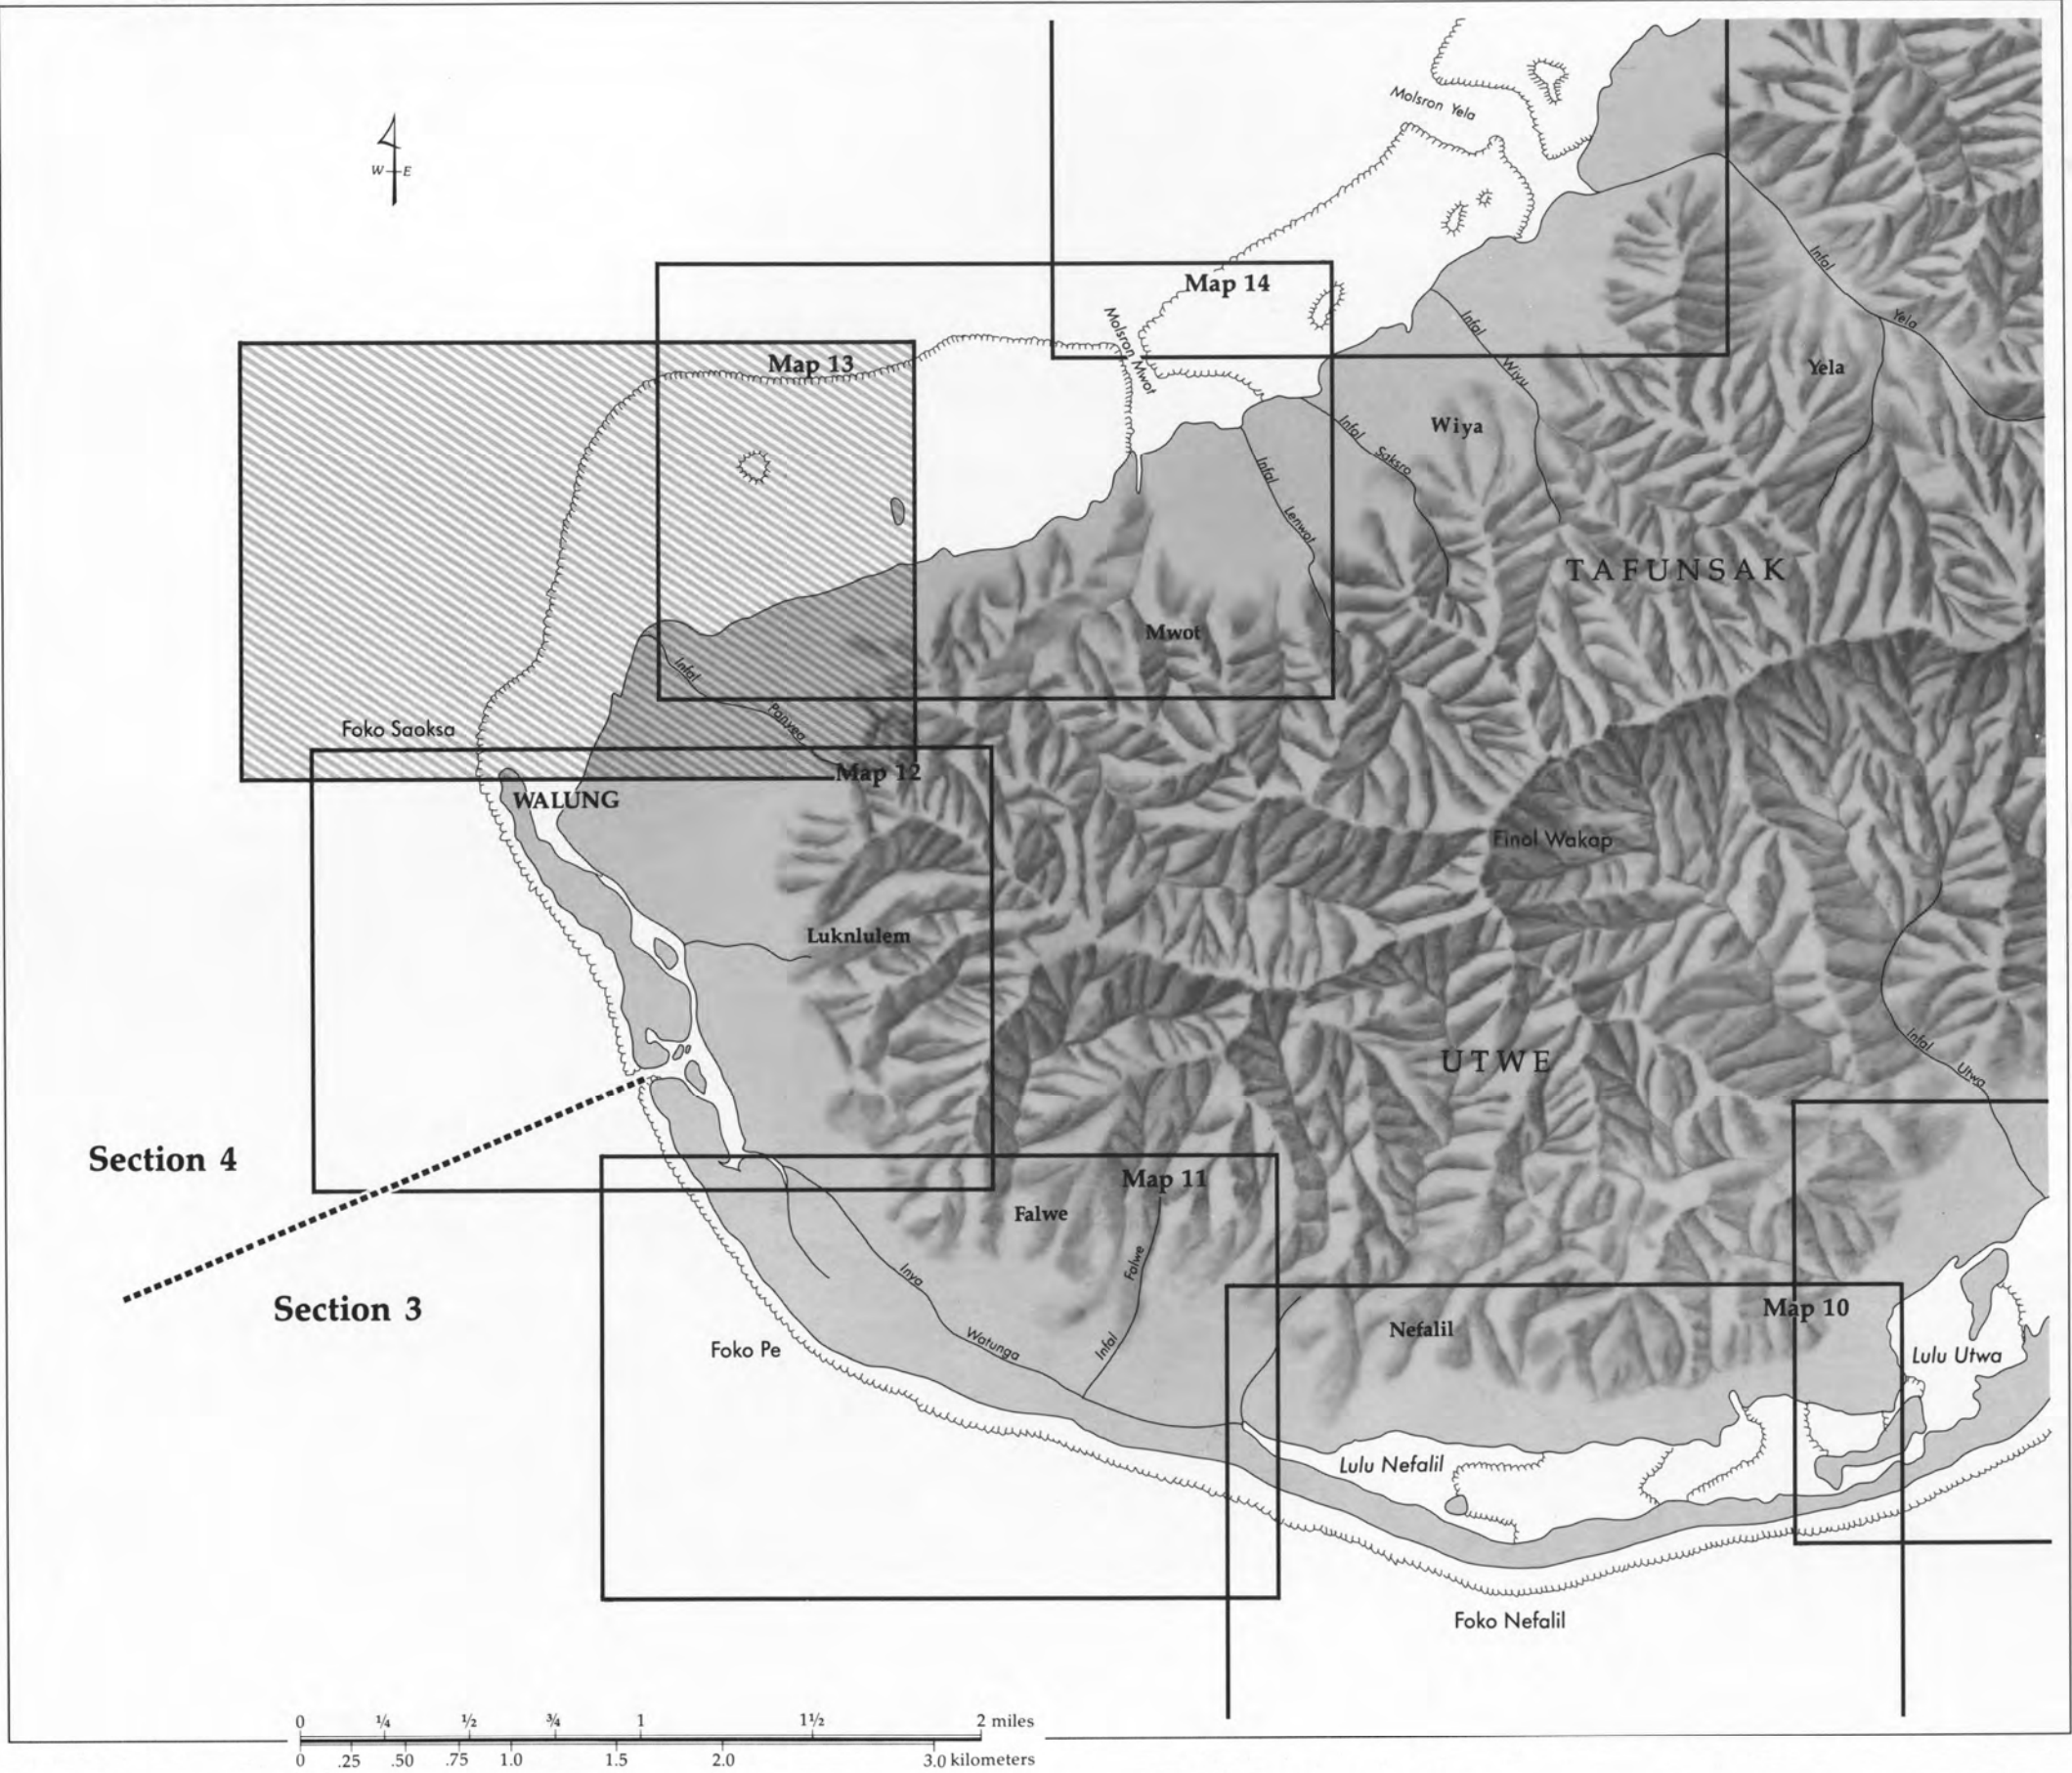 Molsron Yela
W E
Infal
Map 14
Molsron Mwot
Yela
Infal
Map 13
Yela
Wiyu
Infal
Wiya
Saksro
Infal
Lenwot
TAFUNSAK
Mwot
Infal
Panyea
Foko Saoksa
Map 12
WALUNG
Finol Wakap
Luknlulem
Infal
UTWE
Utwa
Section 4
Map 11
Falwe
Falwe
Inya
Section 3
Map 10
Nefalil
Infal
Watunga
Foko Pe
Lulu Utwa
Lulu Nefalil
Foko Nefalil
0 1/4 1/2 3/4 1 1½ 2 miles
0 .25 .50 .75 1.0 1.5 2.0 3.0 kilometers